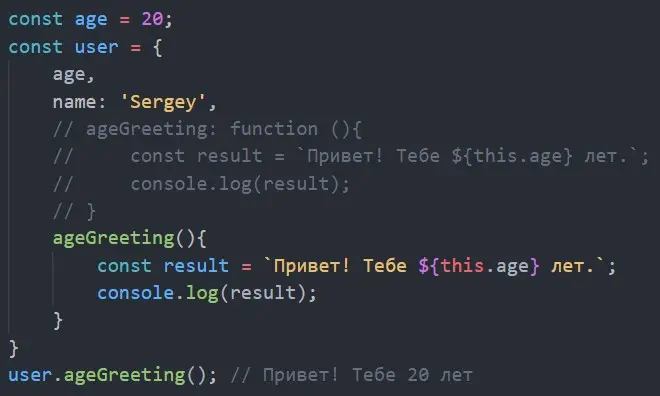 const age = 20;
const user = {
    age,
    name: 'Sergey',
    // ageGreeting: function (){
    //     const result = `Привет! Тебе ${this.age} лет.`;
    //     console.log(result);
    // }
    ageGreeting(){
        const result = `Привет! Тебе ${this.age} лет.`;
        console.log(result);
    }
}
user.ageGreeting(); // Привет! Тебе 20 лет